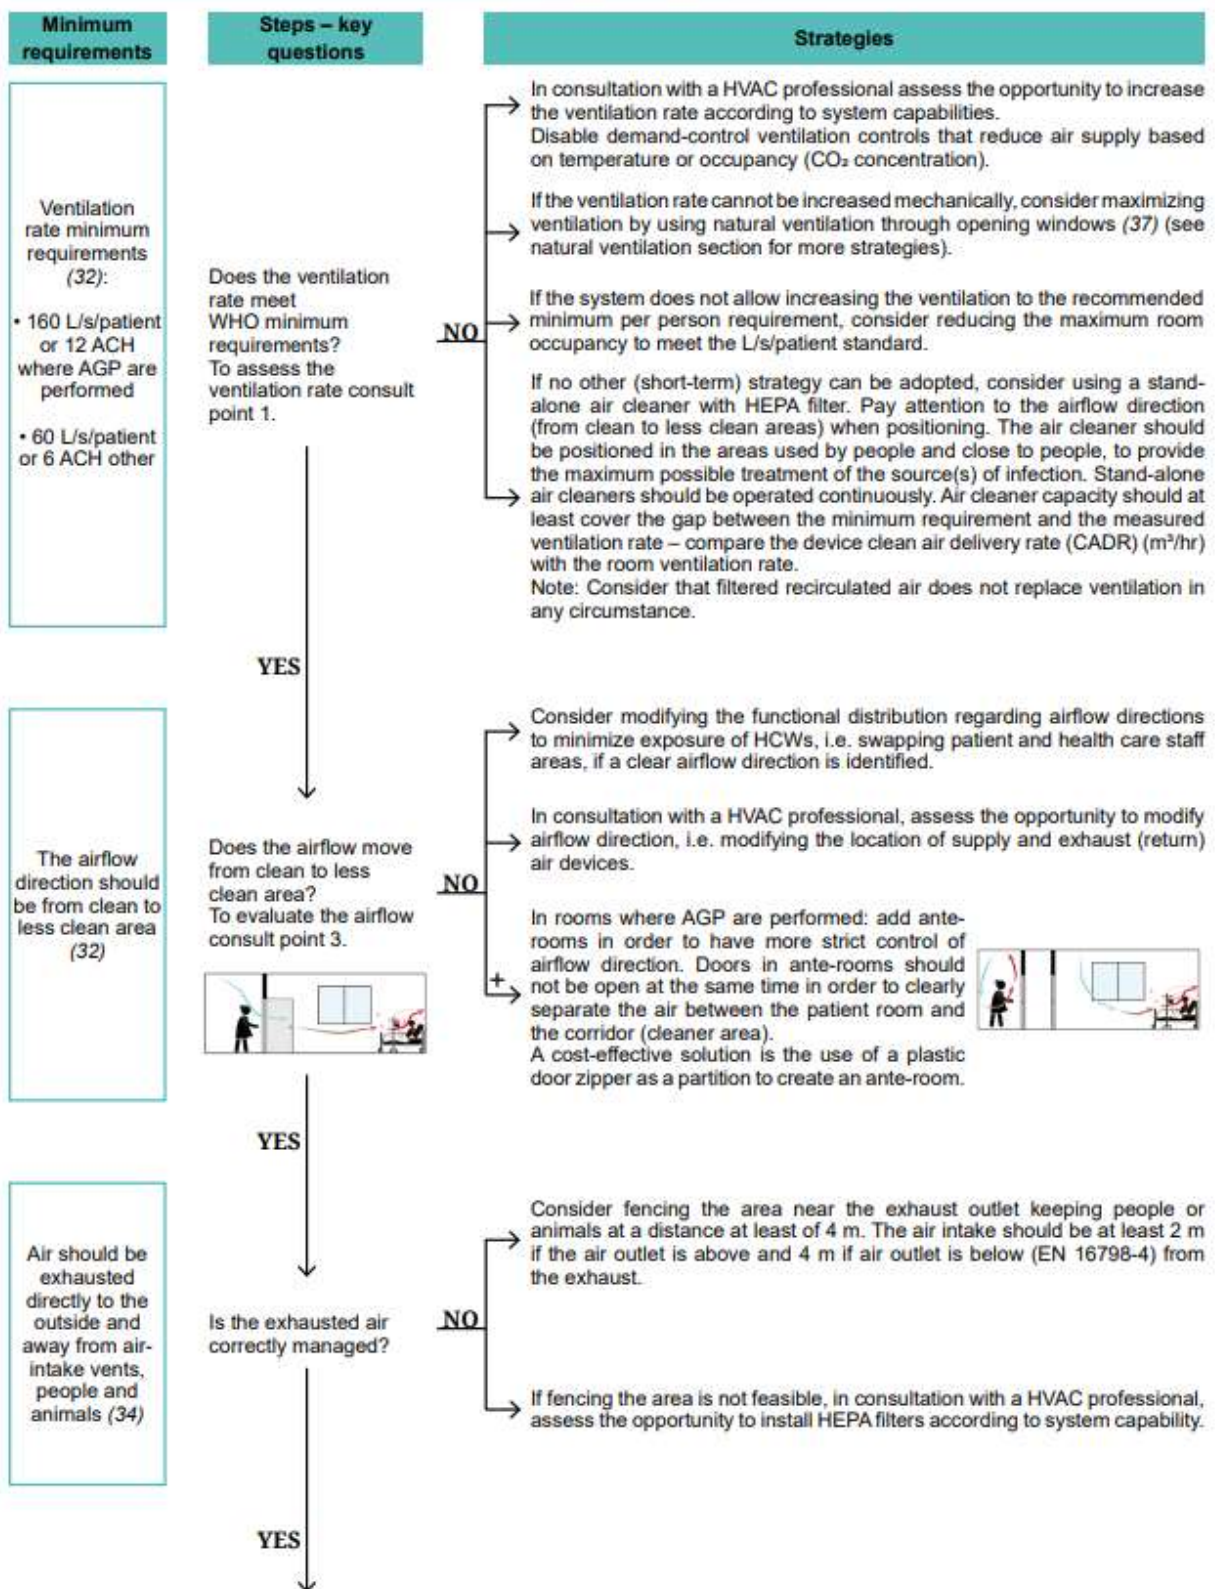 Minimum
requirements
Steps – key
questions
Strategies
Ventilation
rate minimum
requirements
(32):
• 160 L/s/patient
or 12 ACH
where AGP are
performed
• 60 L/s/patient
or 6 ACH other
Does the ventilation
rate meet
WHO minimum
requirements?
To assess the
ventilation rate consult
point 1.
NO
In consultation with a HVAC professional assess the opportunity to increase
the ventilation rate according to system capabilities.
Disable demand-control ventilation controls that reduce air supply based
on temperature or occupancy (CO₂ concentration).
If the ventilation rate cannot be increased mechanically, consider maximizing
ventilation by using natural ventilation through opening windows (37) (see
natural ventilation section for more strategies).
If the system does not allow increasing the ventilation to the recommended
minimum per person requirement, consider reducing the maximum room
occupancy to meet the L/s/patient standard.
If no other (short-term) strategy can be adopted, consider using a stand-
alone air cleaner with HEPA filter. Pay attention to the airflow direction
(from clean to less clean areas) when positioning. The air cleaner should
be positioned in the areas used by people and close to people, to provide
the maximum possible treatment of the source(s) of infection. Stand-alone
air cleaners should be operated continuously. Air cleaner capacity should at
least cover the gap between the minimum requirement and the measured
ventilation rate – compare the device clean air delivery rate (CADR) (m³/hr)
with the room ventilation rate.
Note: Consider that filtered recirculated air does not replace ventilation in
any circumstance.
YES
The airflow
direction should
be from clean to
less clean area
(32)
Does the airflow move
from clean to less
clean area?
To evaluate the airflow
consult point 3.
NO
Consider modifying the functional distribution regarding airflow directions
to minimize exposure of HCWs, i.e. swapping patient and health care staff
areas, if a clear airflow direction is identified.
In consultation with a HVAC professional, assess the opportunity to modify
airflow direction, i.e. modifying the location of supply and exhaust (return)
air devices.
+
In rooms where AGP are performed: add ante-
rooms in order to have more strict control of
airflow direction. Doors in ante-rooms should
not be open at the same time in order to clearly
separate the air between the patient room and
the corridor (cleaner area).
A cost-effective solution is the use of a plastic
door zipper as a partition to create an ante-room.
YES
Air should be
exhausted
directly to the
outside and
away from air-
intake vents,
people and
animals (34)
Is the exhausted air
correctly managed?
NO
Consider fencing the area near the exhaust outlet keeping people or
animals at a distance at least of 4 m. The air intake should be at least 2 m
if the air outlet is above and 4 m if air outlet is below (EN 16798-4) from
the exhaust.
If fencing the area is not feasible, in consultation with a HVAC professional,
assess the opportunity to install HEPA filters according to system capability.
YES